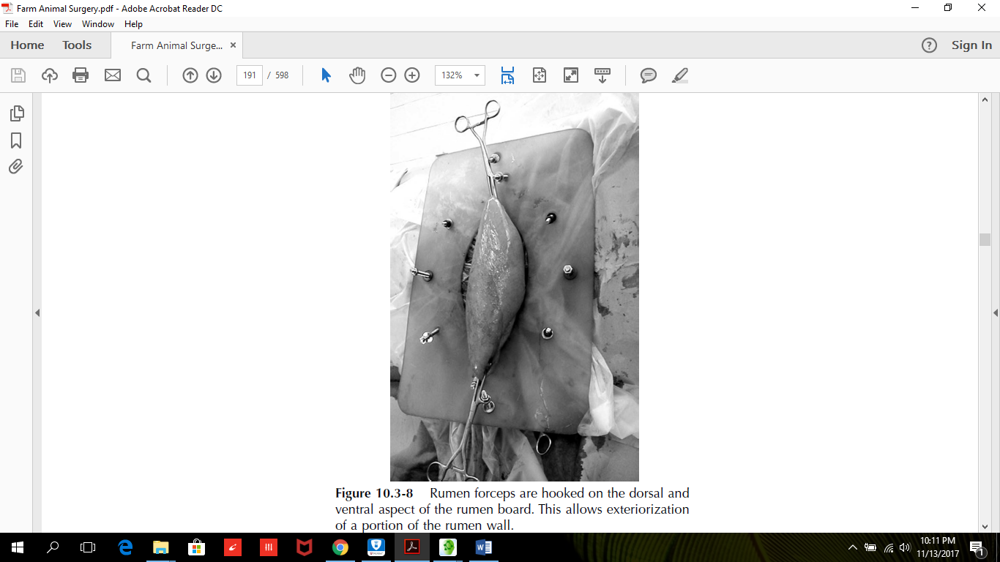 Farm Animal Surgery.pdf - Adobe Acrobat Reader DC
File Edit View Window Help
Home Tools Farm Animal Surge... ×
? Sign In
191 / 598 132%
Figure 10.3-8 Rumen forceps are hooked on the dorsal and
ventral aspect of the rumen board. This allows exteriorization
of a portion of the rumen wall.
10:11 PM
11/13/2017
1